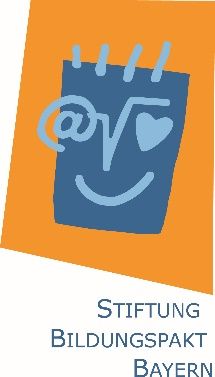 @√
STIFTUNG
BILDUNGSPAKT
BAYERN